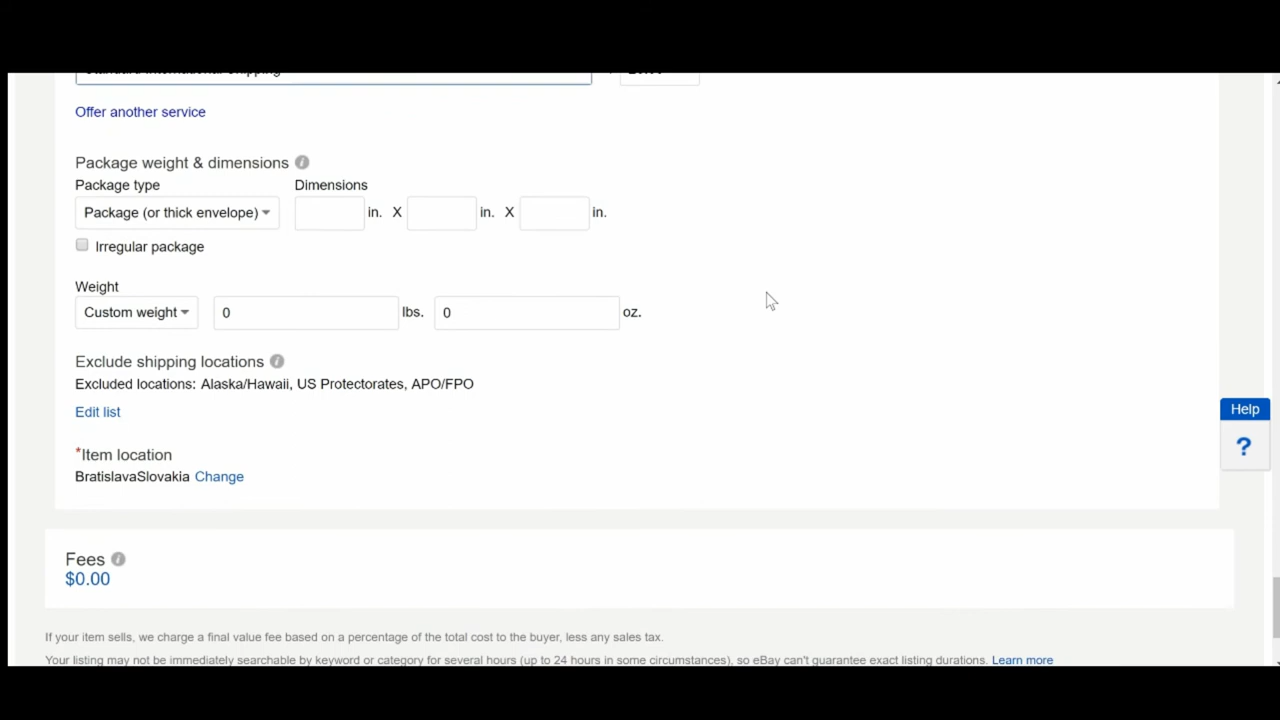 Standard International Shipping
Offer another service
Package weight & dimensions
Package type Dimensions
Package (or thick envelope) in. X in. X in.
Irregular package
Weight
Custom weight 0 lbs. 0 oz.
Exclude shipping locations
Excluded locations: Alaska/Hawaii, US Protectorates, APO/FPO
Edit list
Help
?
*Item location
BratislavaSlovakia Change
Fees
$0.00
If your item sells, we charge a final value fee based on a percentage of the total cost to the buyer, less any sales tax.
Your listing may not be immediately searchable by keyword or category for several hours (up to 24 hours in some circumstances), so eBay can't guarantee exact listing durations. Learn more